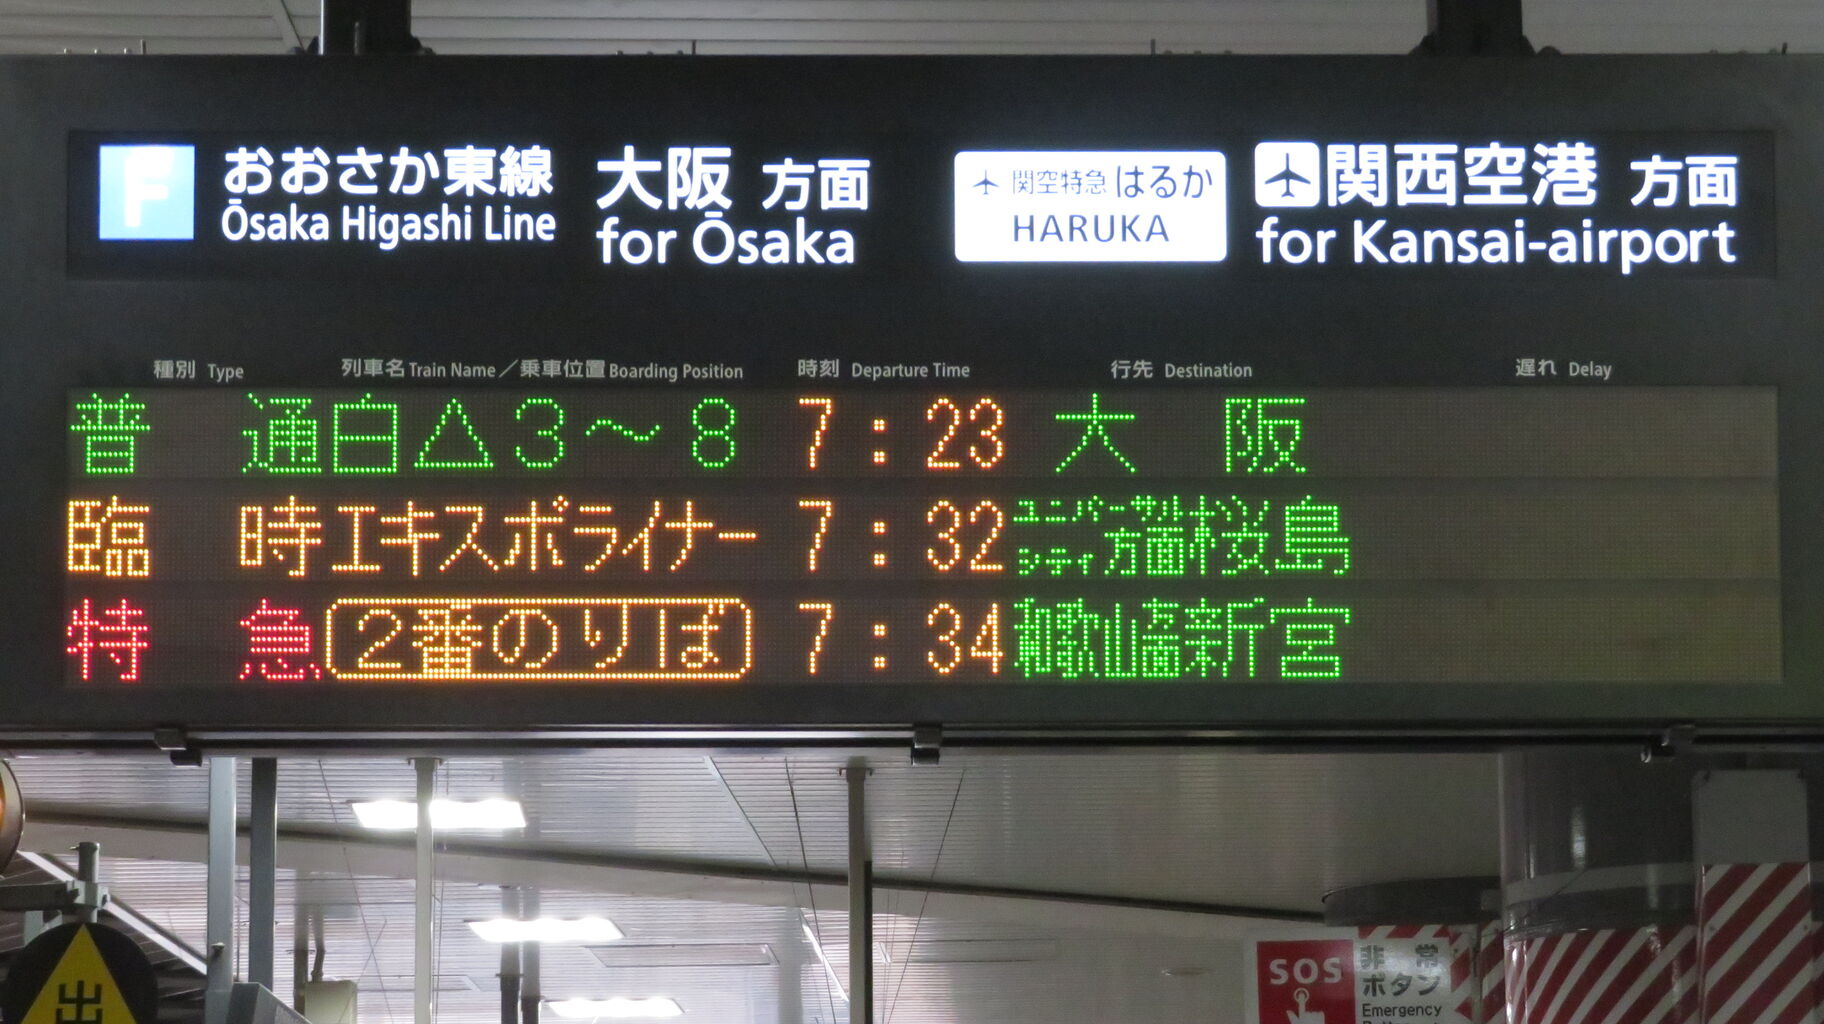 F おおさか東線 大阪 方面 関空特急 はるか 関西空港 方面
Ōsaka Higashi Line for Ōsaka HARUKA for Kansai-airport
種別 Type 列車名 Train Name／乗車位置 Boarding Position 時刻 Departure Time 行先 Destination 遅れ Delay
普 通 白△3～8 7:23 大 阪
臨 時 エキスポライナー 7:32 ユニバーサルシティ方面桜島
特 急 2番のりば 7:34 和歌山崎新宮
SOS 非常
ボタン
Emergency
出